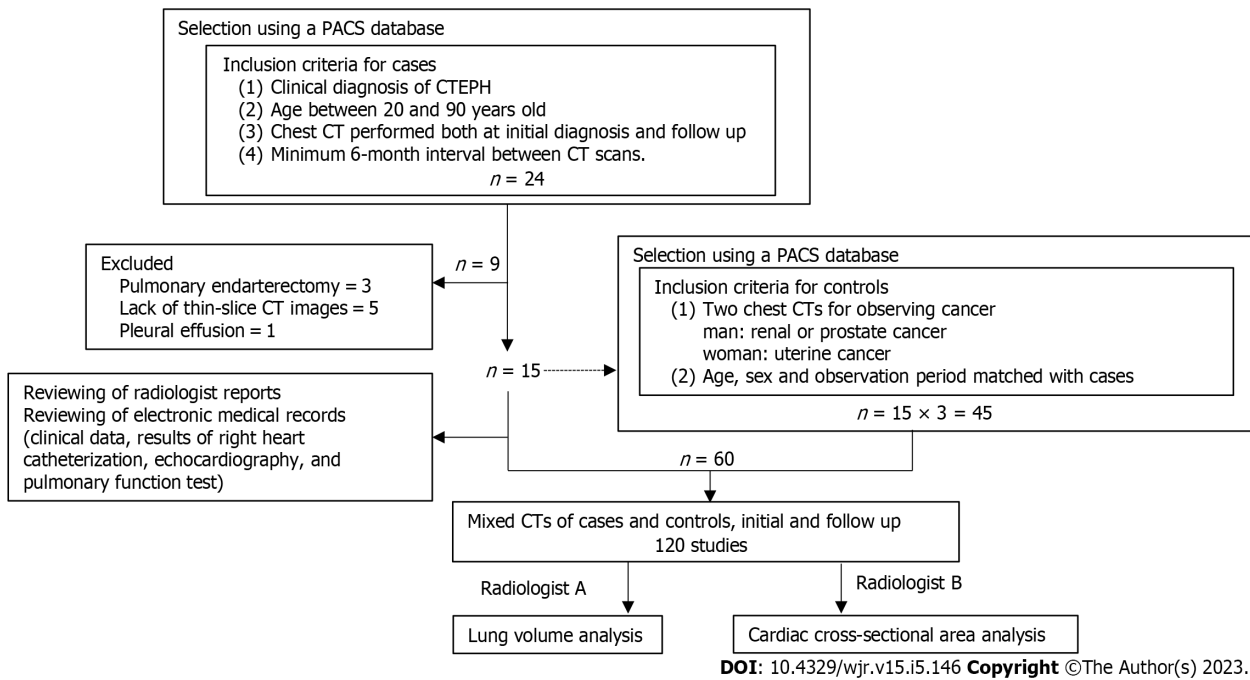 Selection using a PACS database
Inclusion criteria for cases
(1) Clinical diagnosis of CTEPH
(2) Age between 20 and 90 years old
(3) Chest CT performed both at initial diagnosis and follow up
(4) Minimum 6-month interval between CT scans.
n = 24
n = 9
Excluded
Pulmonary endarterectomy = 3
Lack of thin-slice CT images = 5
Pleural effusion = 1
n = 15
Selection using a PACS database
Inclusion criteria for controls
(1) Two chest CTs for observing cancer
man: renal or prostate cancer
woman: uterine cancer
(2) Age, sex and observation period matched with cases
n = 15 × 3 = 45
Reviewing of radiologist reports
Reviewing of electronic medical records
(clinical data, results of right heart
catheterization, echocardiography, and
pulmonary function test)
n = 60
Mixed CTs of cases and controls, initial and follow up
120 studies
Radiologist A
Radiologist B
Lung volume analysis
Cardiac cross-sectional area analysis
DOI: 10.4329/wjr.v15.i5.146 Copyright ©The Author(s) 2023.